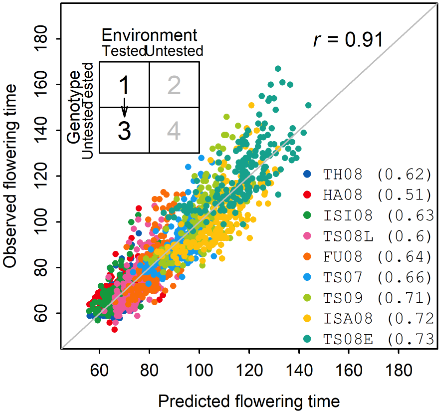 r = 0.91
Environment
Tested Untested
Genotype
Untested Tested
1 2
3 4
Observed flowering time
180
160
140
120
100
80
60
TH08 (0.62)
HA08 (0.51)
ISI08 (0.63
TS08L (0.6)
FU08 (0.64)
TS07 (0.66)
TS09 (0.71)
ISA08 (0.72
TS08E (0.73
60 80 100 120 140 160 180
Predicted flowering time